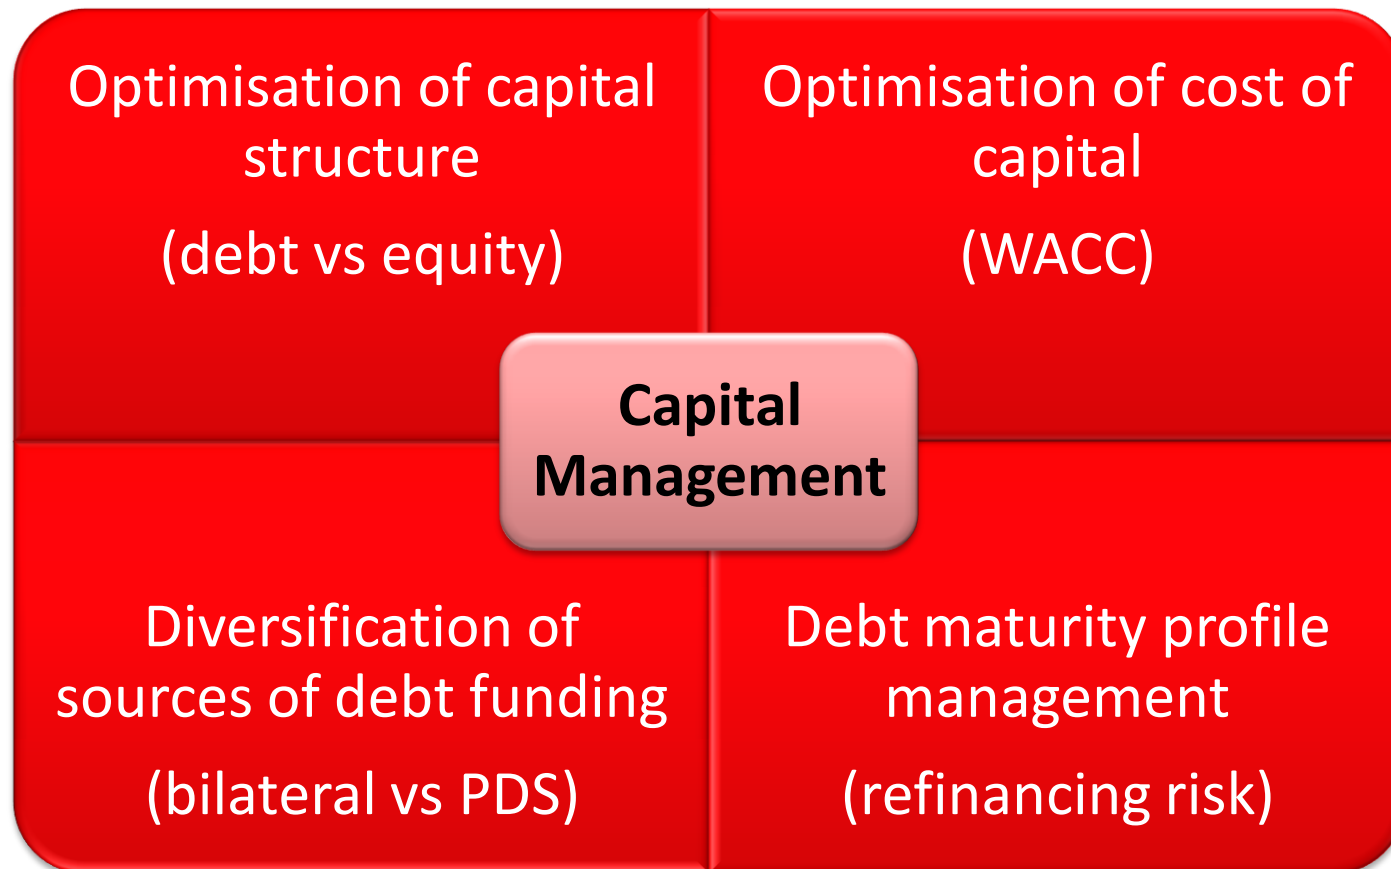 Optimisation of capital
structure
(debt vs equity)
Optimisation of cost of
capital
(WACC)
Capital
Management
Diversification of
sources of debt funding
(bilateral vs PDS)
Debt maturity profile
management
(refinancing risk)